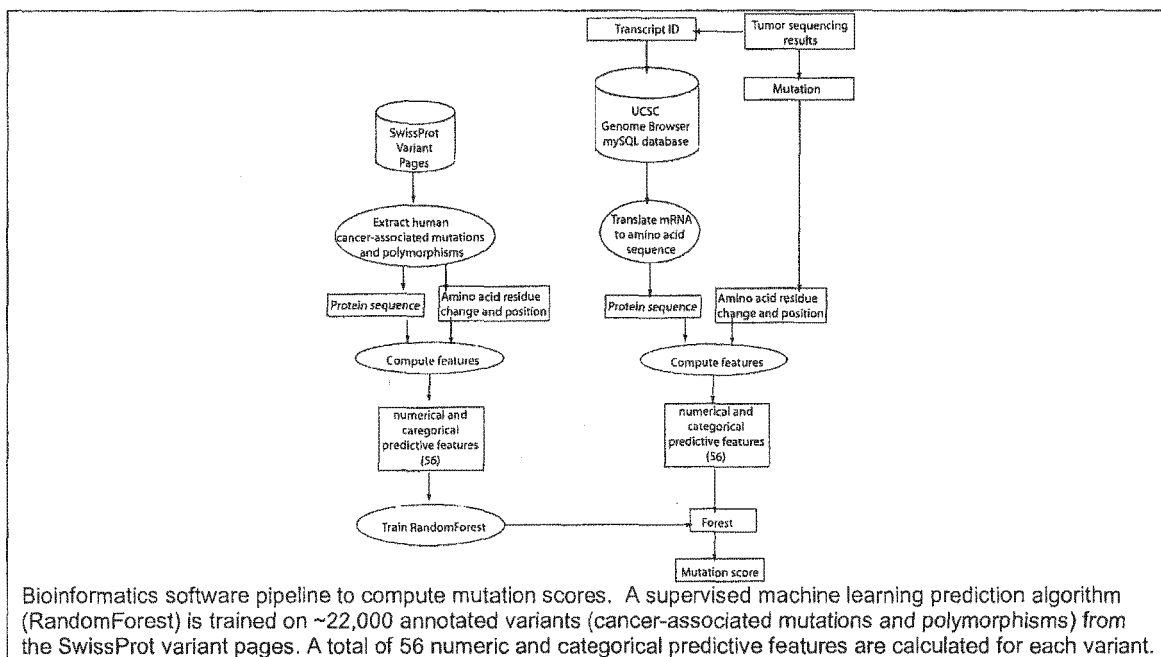 Transcript ID
Tumor sequencing
results
Mutation
UCSC
Genome Browser
mySQL database
SwissProt
Variant
Pages
Extract human
cancer-associated mutations
and polymorphisms
Translate mRNA
to amino acid
sequence
Protein sequence
Amino acid residue
change and position
Protein sequence
Amino acid residue
change and position
Compute features
Compute features
numerical and
categorical
predictive features
(56)
numerical and
categorical
predictive features
(56)
Train RandomForest
Forest
Mutation score
Bioinformatics software pipeline to compute mutation scores. A supervised machine learning prediction algorithm
(RandomForest) is trained on ~22,000 annotated variants (cancer-associated mutations and polymorphisms) from
the SwissProt variant pages. A total of 56 numeric and categorical predictive features are calculated for each variant.